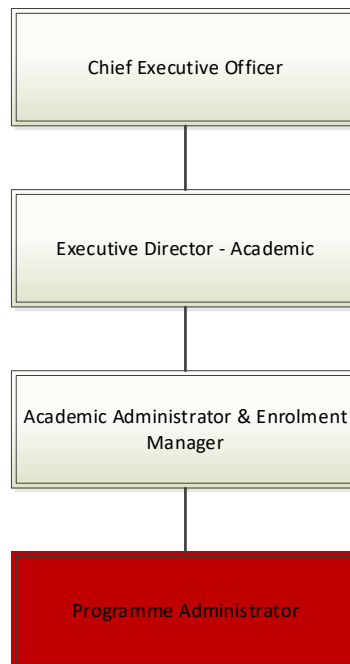 Chief Executive Officer
Executive Director - Academic
Academic Administrator & Enrolment
Manager
Programme Administrator